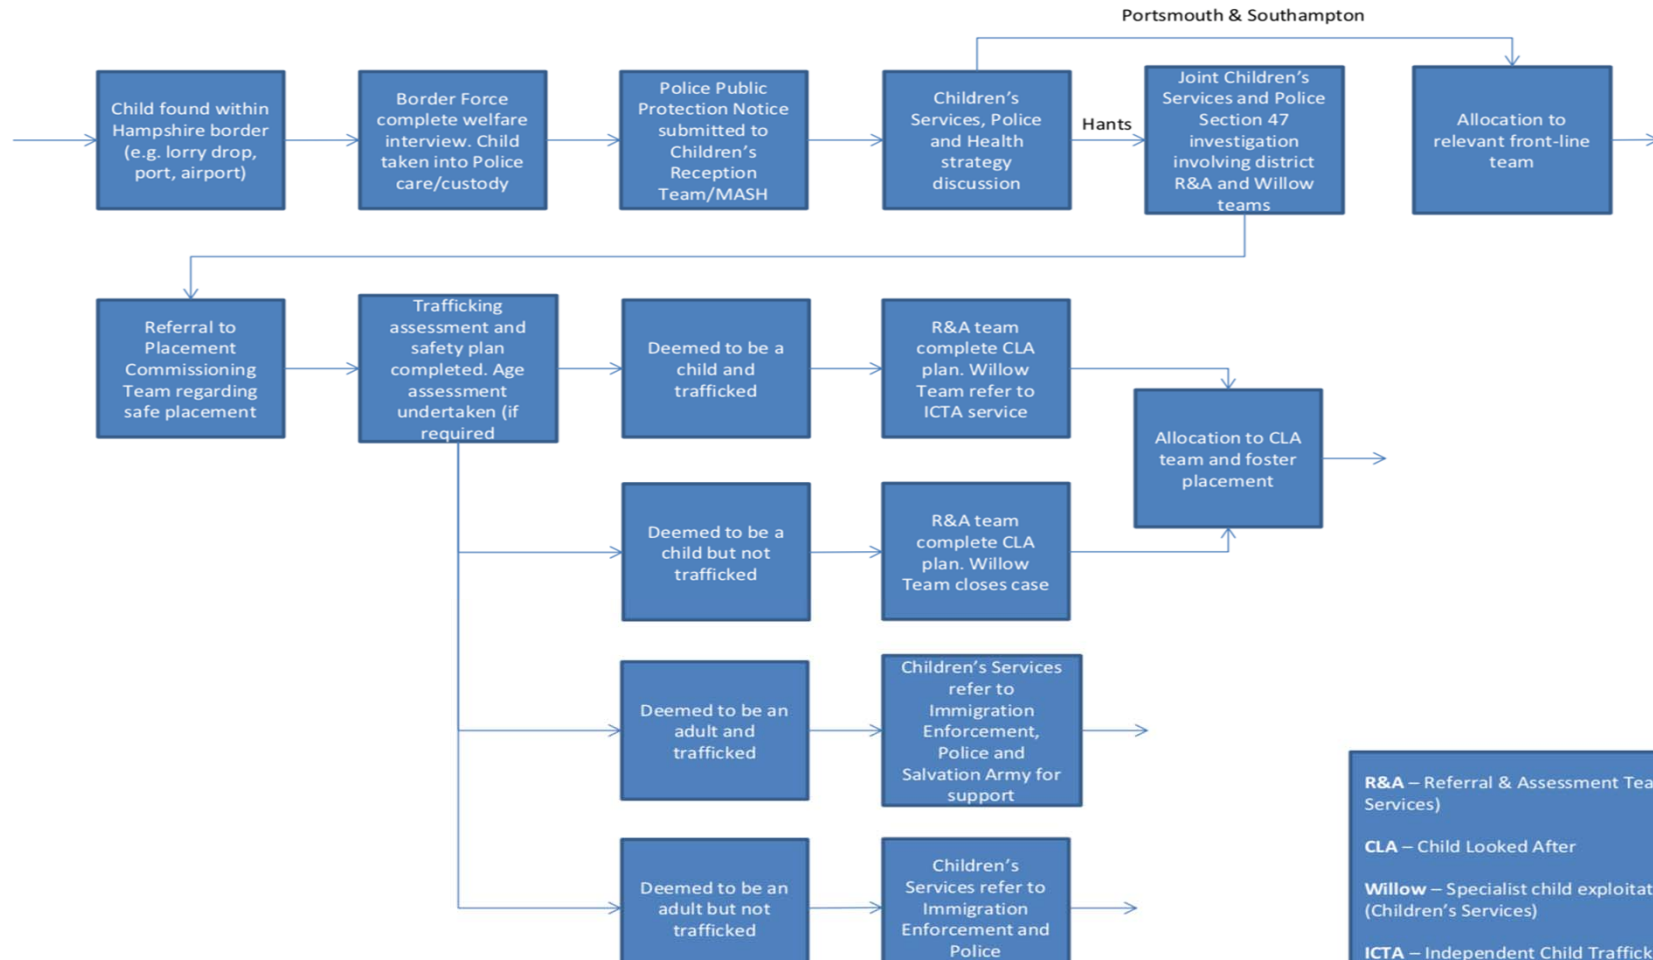 Portsmouth & Southampton
Child found within
Hampshire border
(e.g. lorry drop,
port, airport)
Border Force
complete welfare
interview. Child
taken into Police
care/custody
Police Public
Protection Notice
submitted to
Children’s
Reception
Team/MASH
Children’s
Services, Police
and Health
strategy
discussion
Hants
Joint Children’s
Services and Police
Section 47
investigation
involving district
R&A and Willow
teams
Allocation to
relevant front-line
team
Referral to
Placement
Commissioning
Team regarding
safe placement
Trafficking
assessment and
safety plan
completed. Age
assessment
undertaken (if
required
Deemed to be a
child and
trafficked
R&A team
complete CLA
plan. Willow
Team refer to
ICTA service
Allocation to CLA
team and foster
placement
Deemed to be a
child but not
trafficked
R&A team
complete CLA
plan. Willow
Team closes case
Deemed to be an
adult and
trafficked
Children’s Services
refer to
Immigration
Enforcement,
Police and
Salvation Army for
support
Deemed to be an
adult but not
trafficked
Children’s
Services refer to
Immigration
Enforcement and
Police
R&A – Referral & Assessment Tea
Services)
CLA – Child Looked After
Willow – Specialist child exploitat
(Children’s Services)
ICTA – Independent Child Traffick